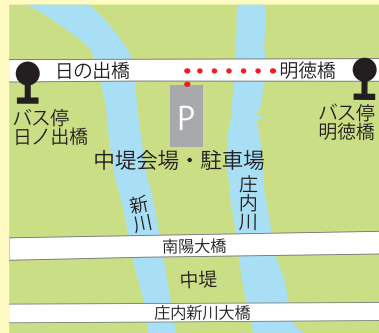 日の出橋
明徳橋
バス停
日ノ出橋
P
バス停
明徳橋
中堤会場・駐車場
新川
庄内川
南陽大橋
中堤
庄内新川大橋